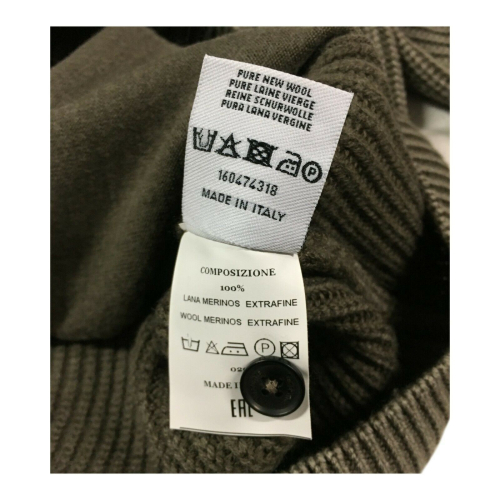 PURE NEW WOOL
PURE LAINE VIERGE
REINE SCHURWOLLE
PURA LANA VERGINE
P
160474318
MADE IN ITALY
COMPOSIZIONE
100%
LANA MERINOS EXTRAFINE
WOOL MERINOS EXTRAFINE
P
MADE
EAC